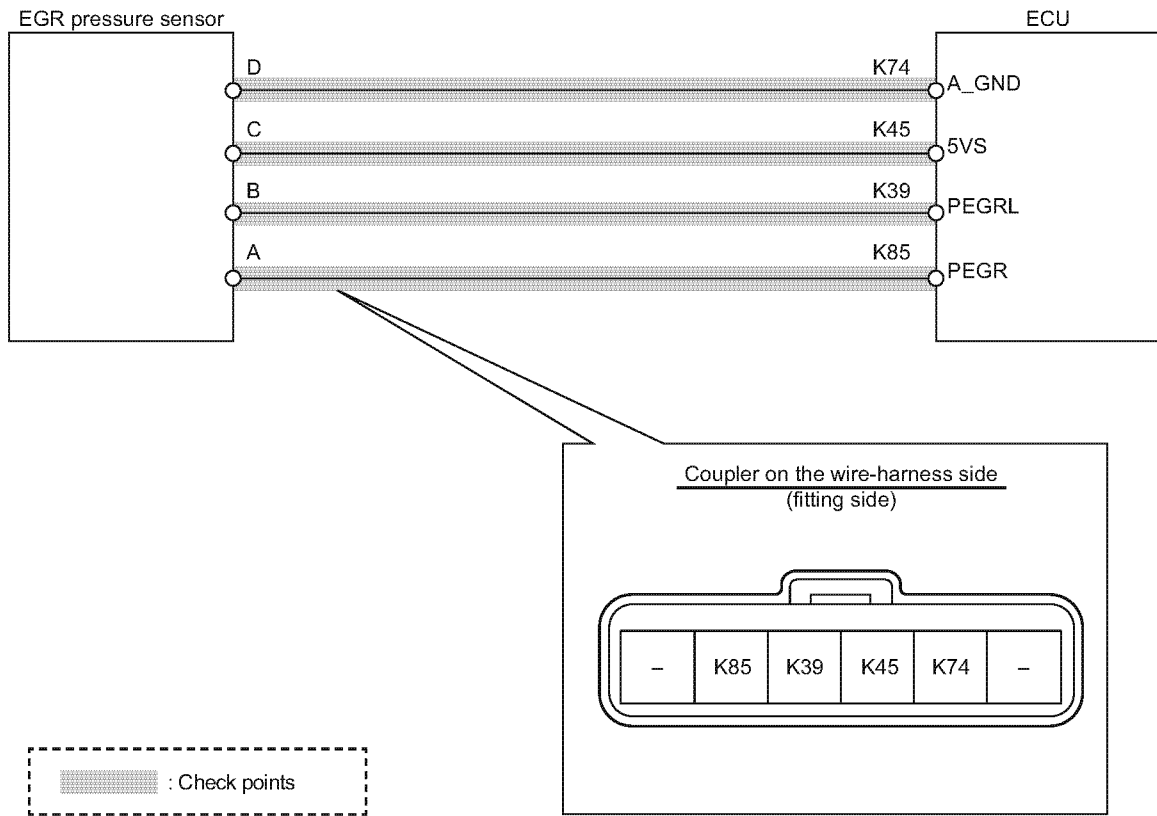 EGR pressure sensor
ECU
D
K74
A_GND
C
K45
5VS
B
K39
PEGRL
A
K85
PEGR
Coupler on the wire-harness side
(fitting side)
– K85 K39 K45 K74 –
: Check points